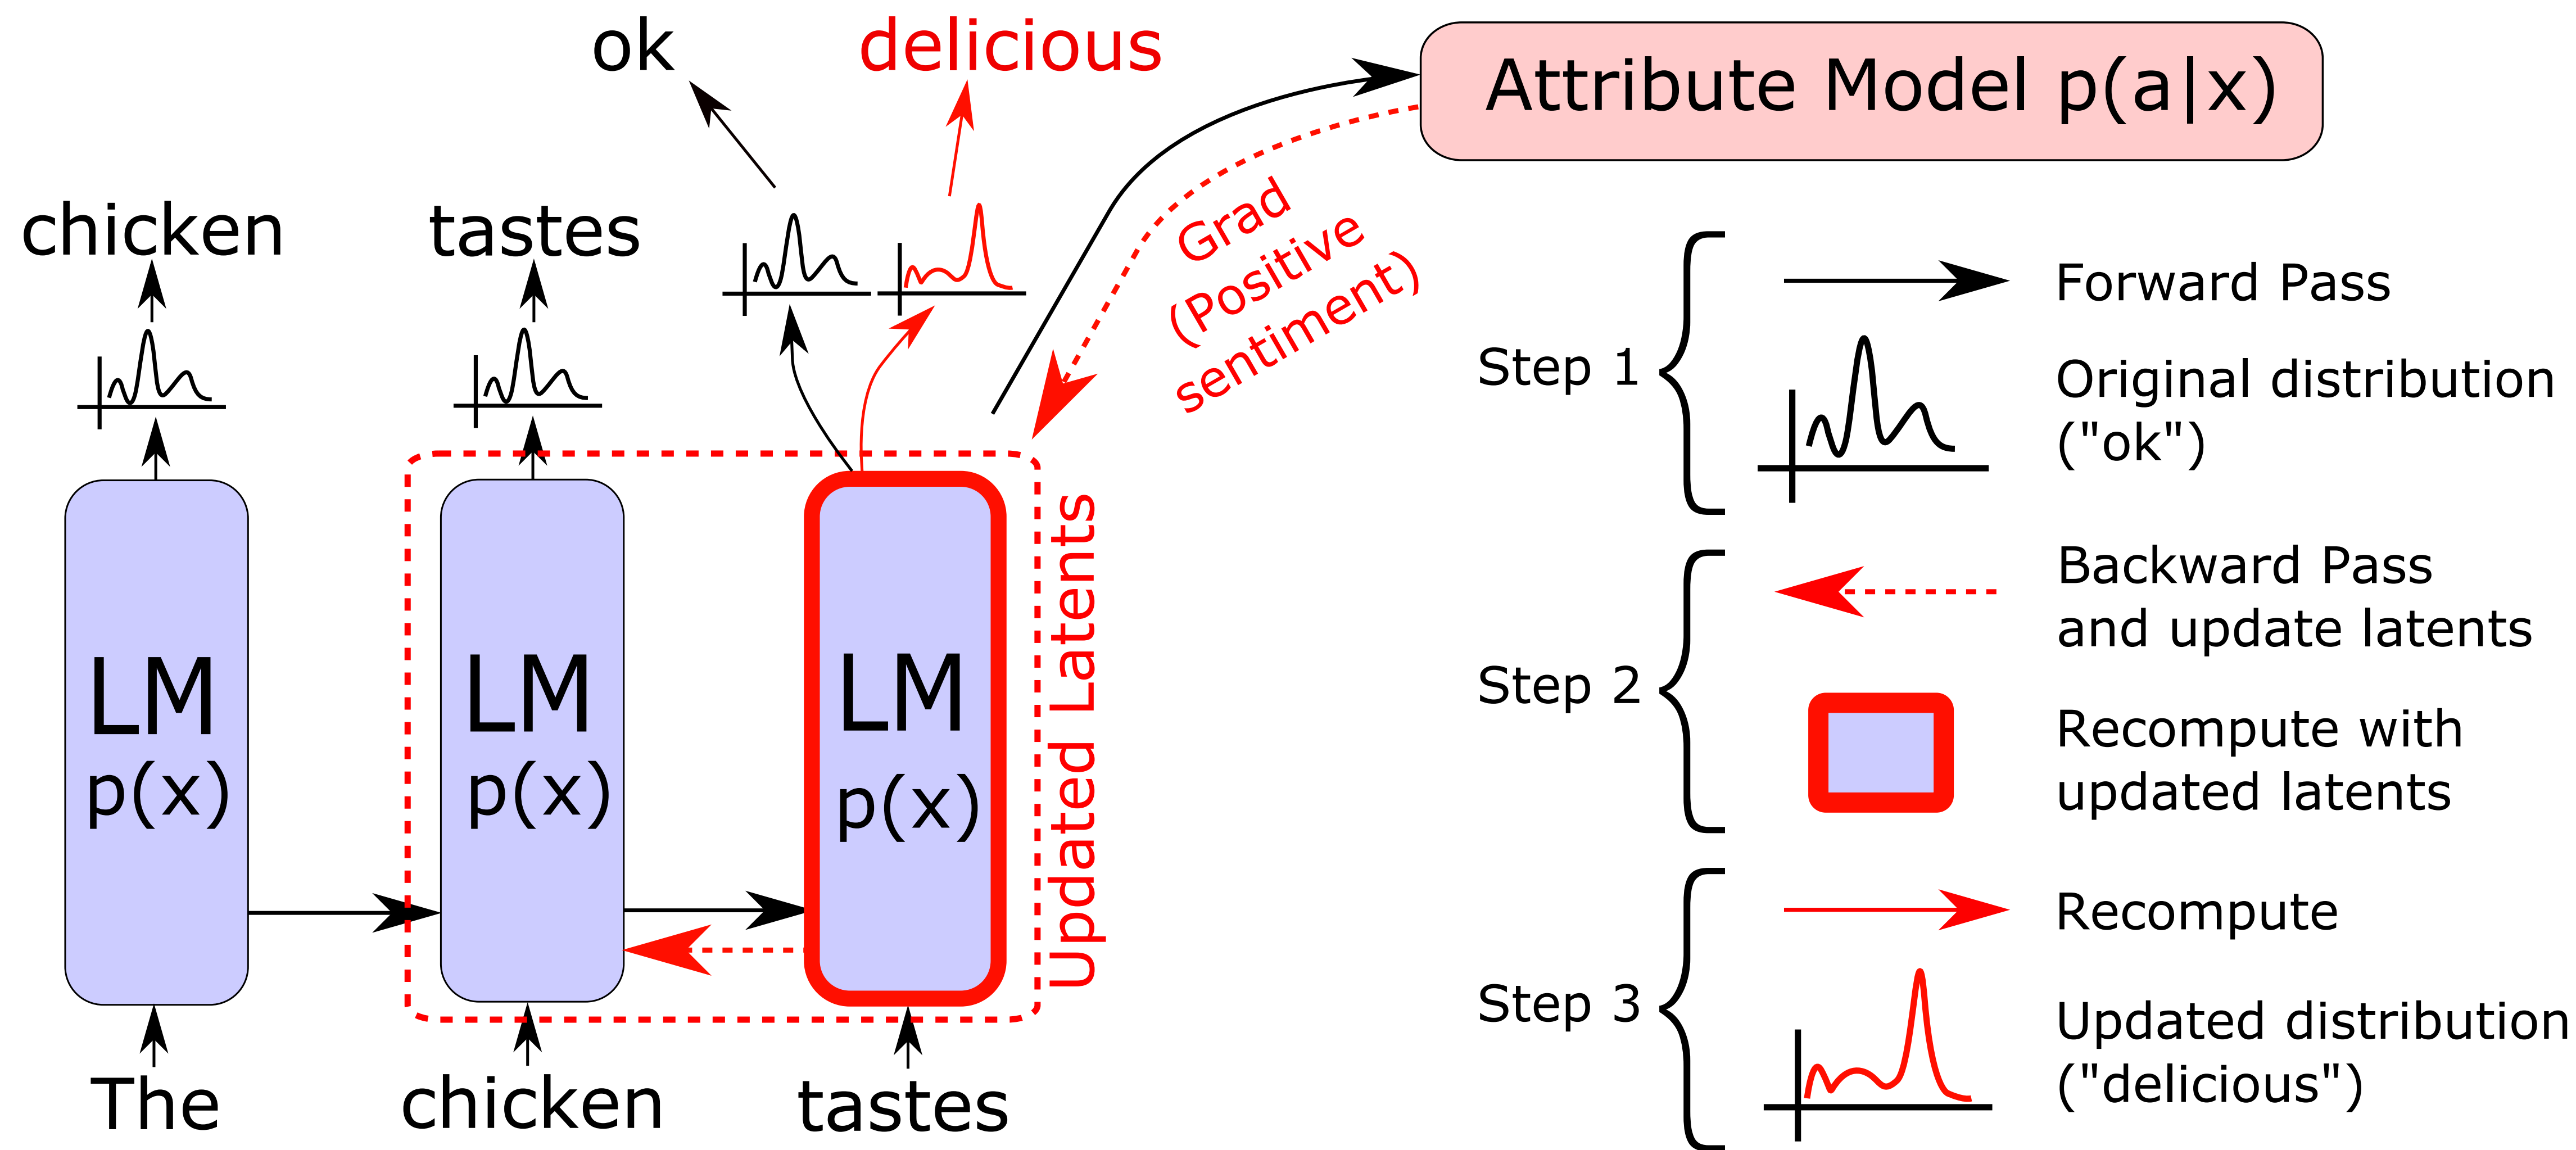 ok
delicious
Attribute Model p(a|x)
chicken
tastes
Grad
(Positive
sentiment)
LM
p(x)
LM
p(x)
LM
p(x)
Updated Latents
The
chicken
tastes
Step 1
Forward Pass
Original distribution
("ok")
Step 2
Backward Pass
and update latents
Recompute with
updated latents
Step 3
Recompute
Updated distribution
("delicious")